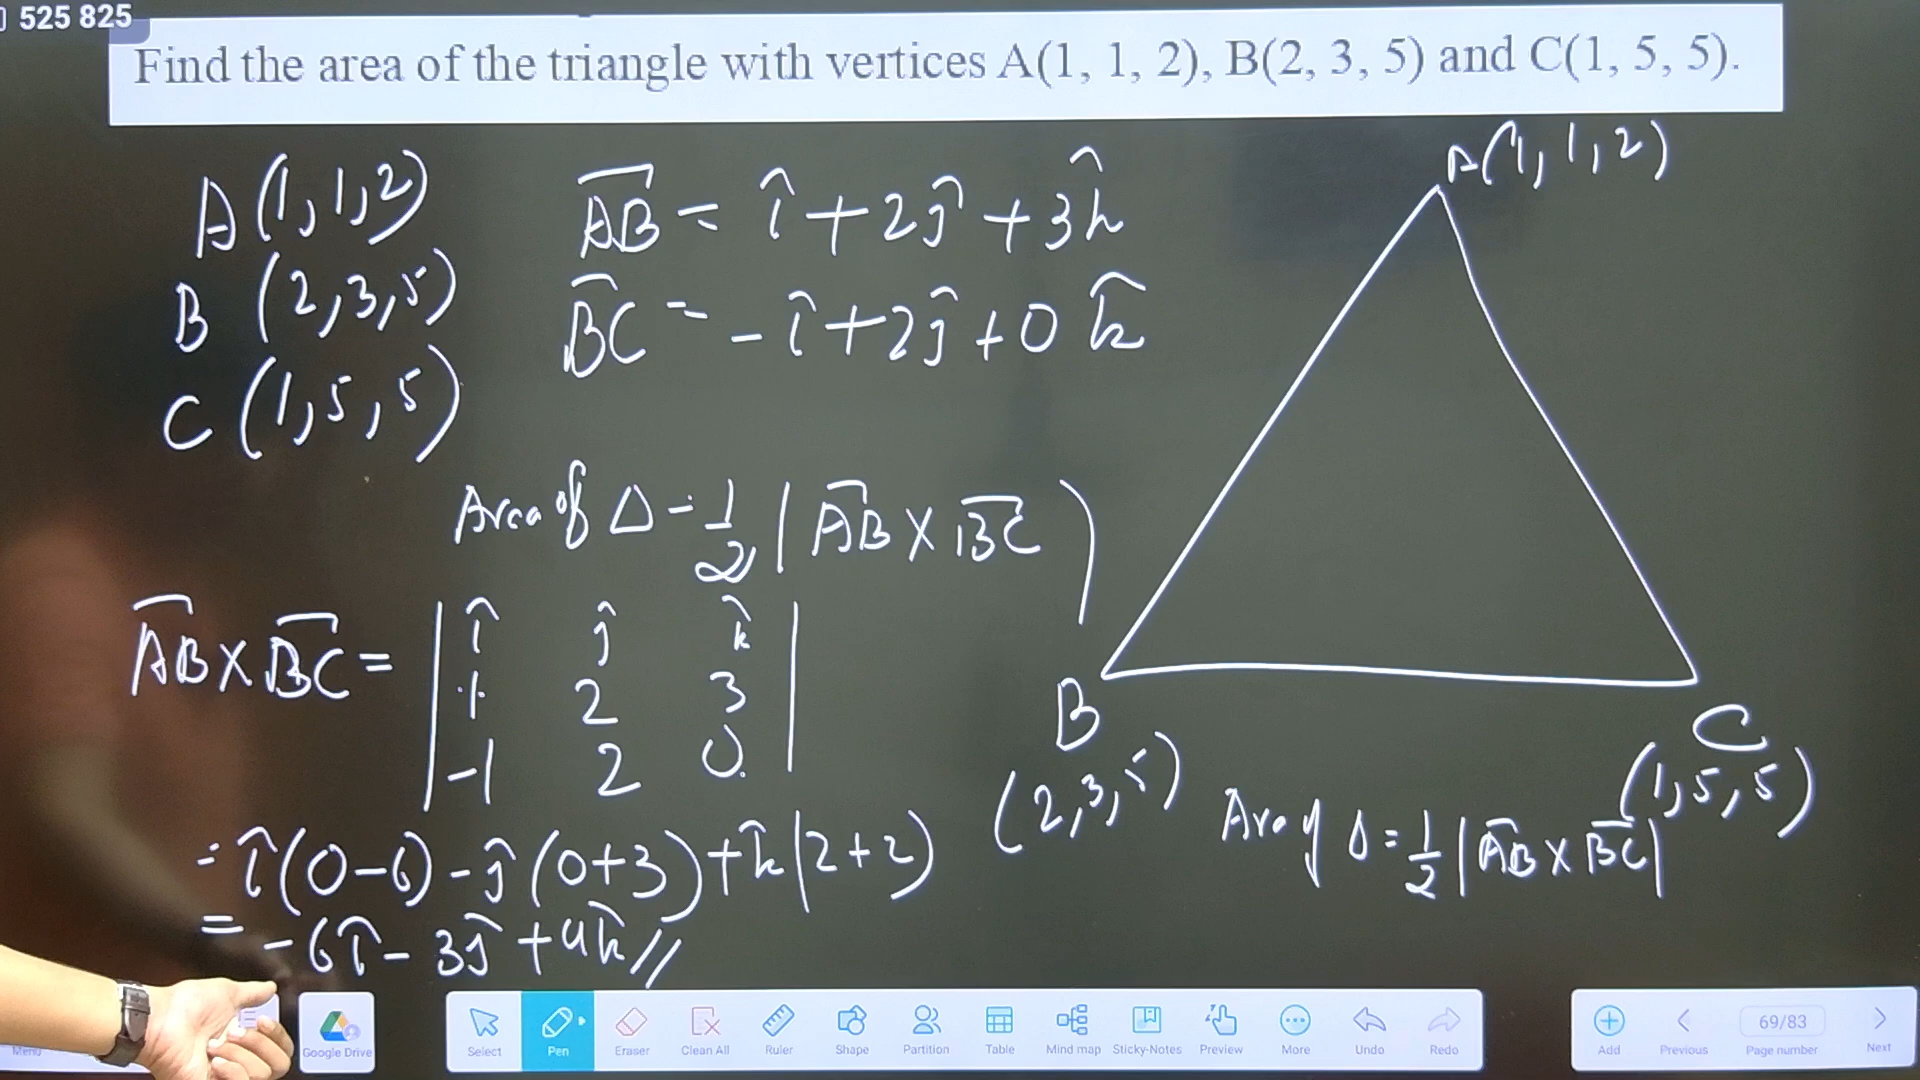 525 825
Find the area of the triangle with vertices A(1, 1, 2), B(2, 3, 5) and C(1, 5, 5).
A(1,1,2)
B (2,3,5)
C (1,5,5)
AB = î+2ĵ+3k̂
BC = -î+2ĵ+0 k̂
Area of Δ = 1/2 |AB X BC|
AB X BC =
î ĵ k̂
1 2 3
-1 2 0
= î(0-6) - ĵ(0+3) + k̂(2+2)
= -6î - 3ĵ + 4k̂ //
A(1,1,2)
B
(2,3,5)
C
(1,5,5)
Area of Δ = 1/2 |AB X BC|
Menu
Google Drive
Select
Pen
Eraser
Clean All
Ruler
Shape
Partition
Table
Mind map
Sticky-Notes
Preview
More
Undo
Redo
Add
Previous
69/83
Page number
Next